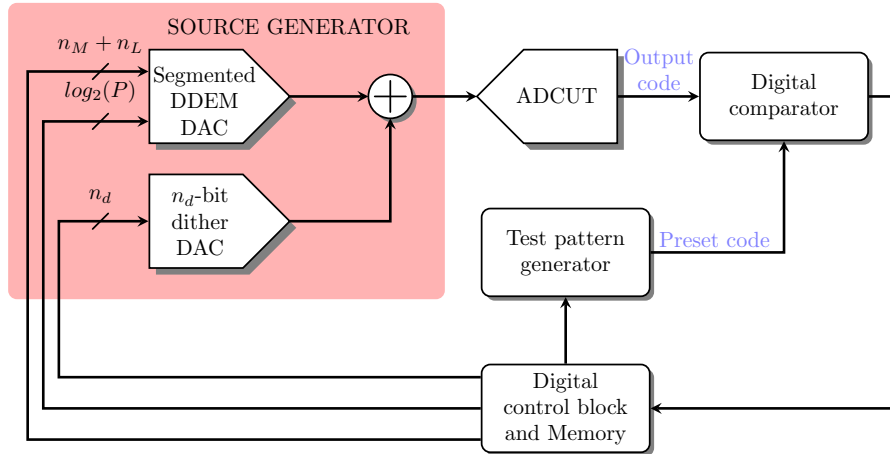 SOURCE GENERATOR
n_M + n_L
log_2(P)
Segmented
DDEM
DAC
ADCUT
Output
code
Digital
comparator
n_d
n_d-bit
dither
DAC
Test pattern
generator
Preset code
Digital
control block
and Memory